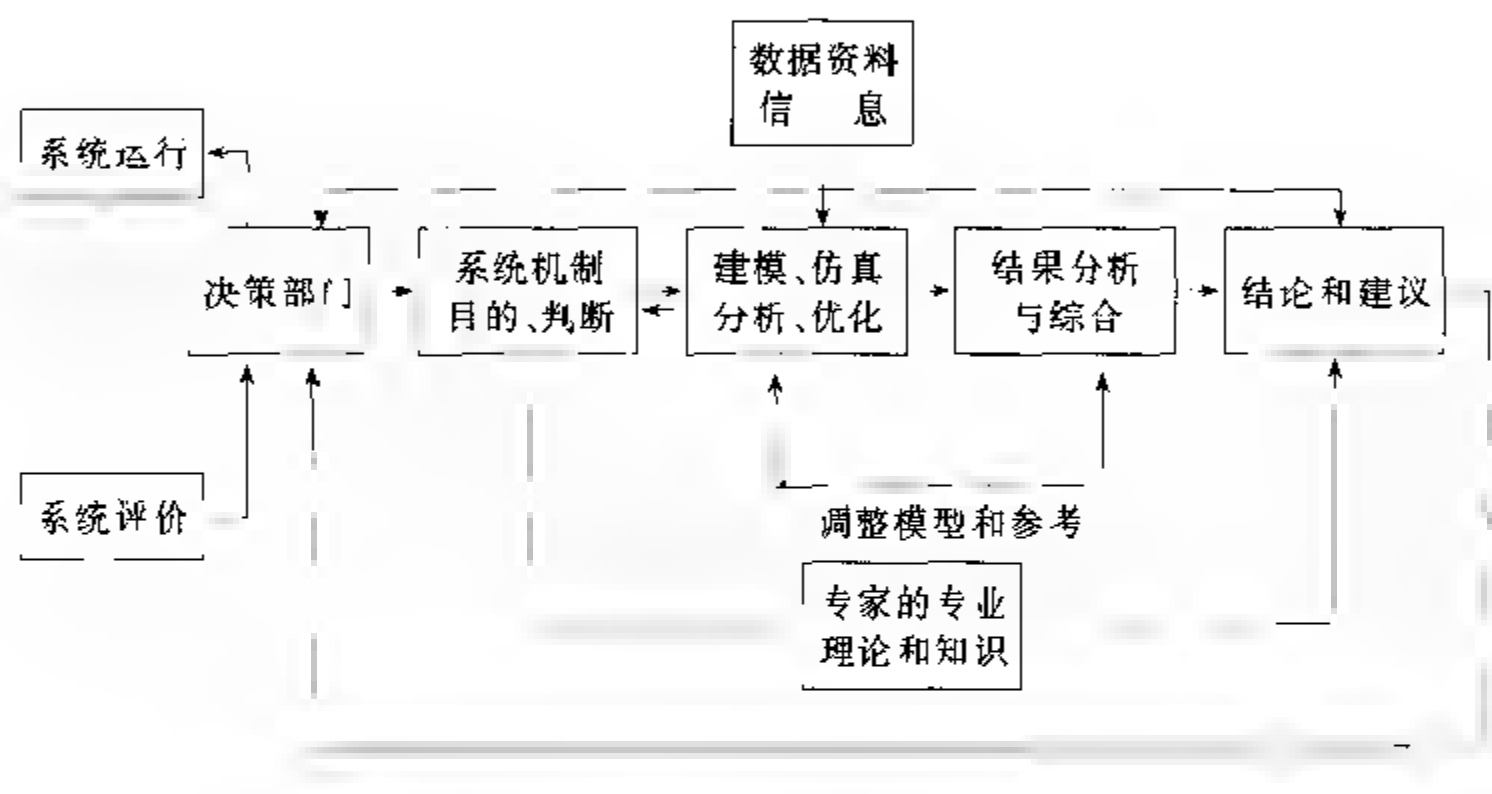 数据资料
信 息
系统运行
决策部门
系统机制
目的、判断
建模、仿真
分析、优化
结果分析
与综合
结论和建议
系统评价
调整模型和参考
专家的专业
理论和知识